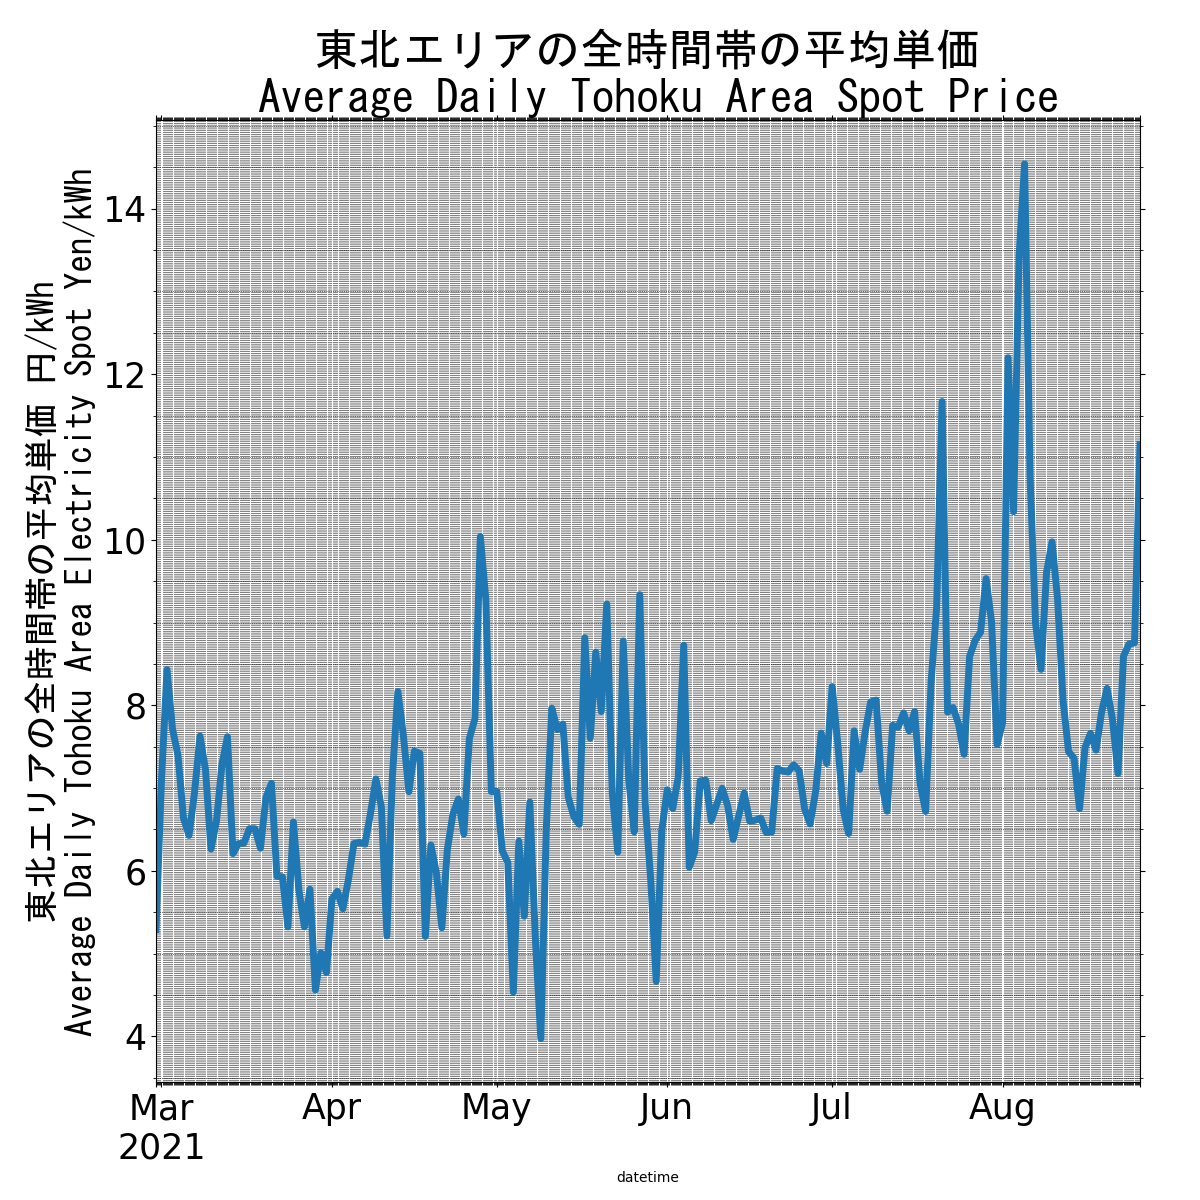 東北エリアの全時間帯の平均単価
Average Daily Tohoku Area Spot Price
東北エリアの全時間帯の平均単価 円/kWh
Average Daily Tohoku Area Electricity Spot Yen/kWh
14
12
10
8
6
4
Mar
2021
Apr
May
Jun
Jul
Aug
datetime